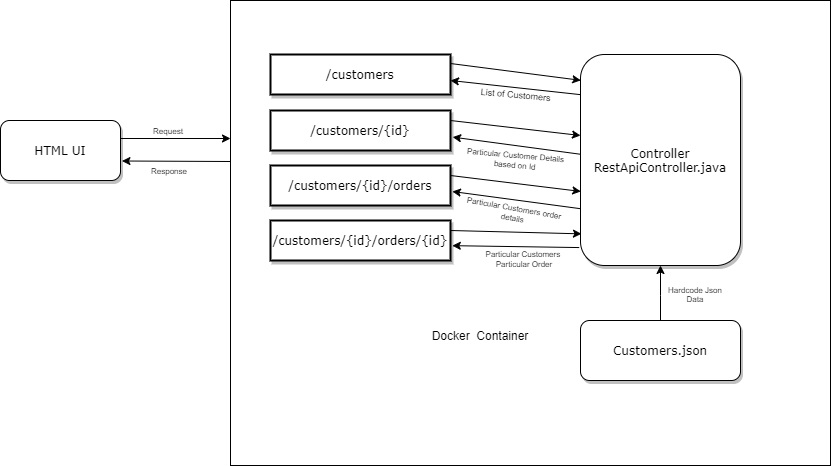 HTML UI
Request
Response
/customers
List of Customers
/customers/{id}
Particular Customer Details
based on Id
/customers/{id}/orders
Particular Customers order
details
/customers/{id}/orders/{id}
Particular Customers
Particular Order
Controller
RestApiController.java
Hardcode Json
Data
Docker Container
Customers.json